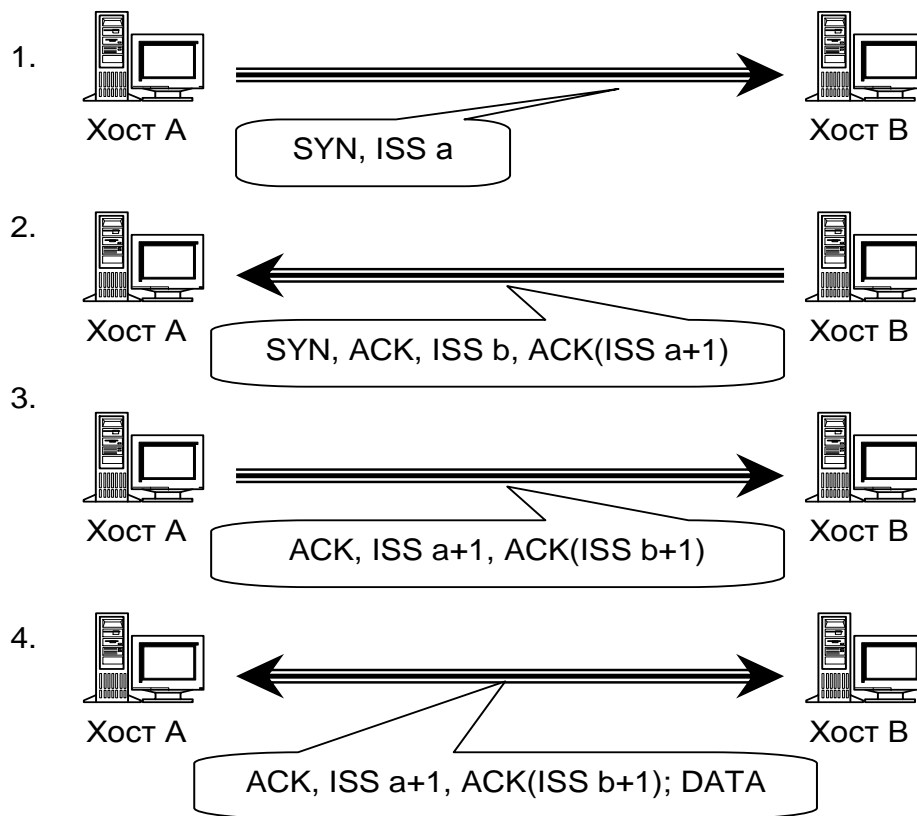 1.
Хост А
Хост В
SYN, ISS a
2.
Хост А
Хост В
SYN, ACK, ISS b, ACK(ISS a+1)
3.
Хост А
Хост В
ACK, ISS a+1, ACK(ISS b+1)
4.
Хост А
Хост В
ACK, ISS a+1, ACK(ISS b+1); DATA